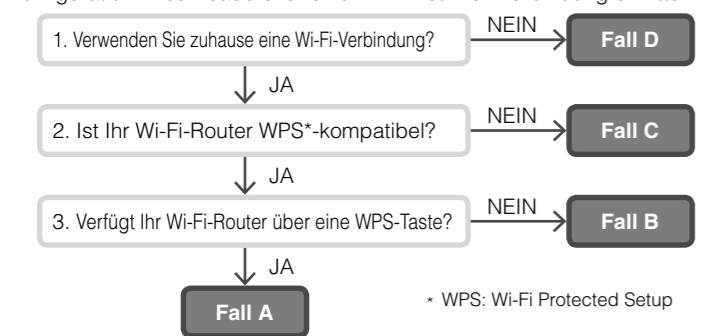 1. Verwenden Sie zuhause eine Wi-Fi-Verbindung?
NEIN
Fall D
JA
2. Ist Ihr Wi-Fi-Router WPS*-kompatibel?
NEIN
Fall C
JA
3. Verfügt Ihr Wi-Fi-Router über eine WPS-Taste?
NEIN
Fall B
JA
Fall A
* WPS: Wi-Fi Protected Setup